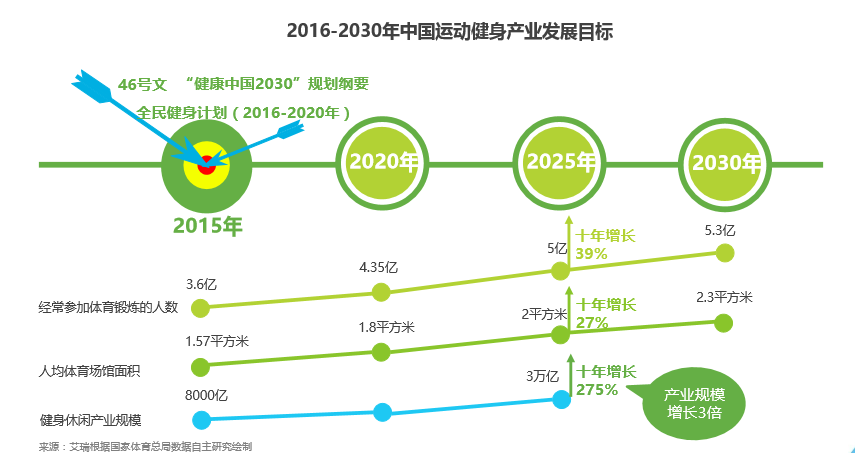 2016-2030年中国运动健身产业发展目标
46号文 “健康中国2030”规划纲要
全民健身计划（2016-2020年）
2015年
2020年
2025年
2030年
经常参加体育锻炼的人数
3.6亿
4.35亿
5亿
十年增长
39%
5.3亿
人均体育场馆面积
1.57平方米
1.8平方米
2平方米
十年增长
27%
2.3平方米
健身休闲产业规模
8000亿
3万亿
十年增长
275%
产业规模
增长3倍
来源：艾瑞根据国家体育总局数据自主研究绘制